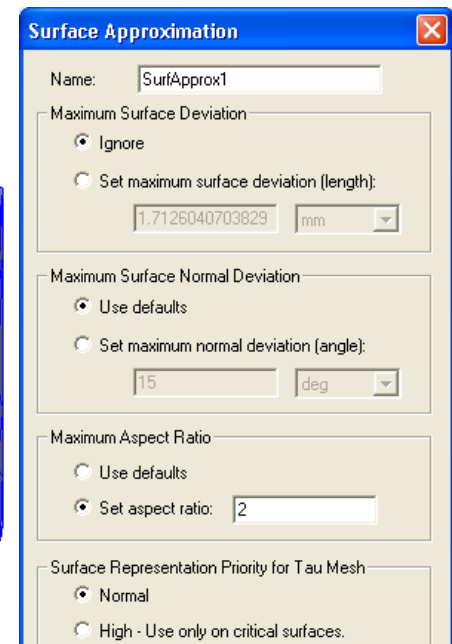 Surface Approximation
Name: SurfApprox1
Maximum Surface Deviation
Ignore
Set maximum surface deviation (length):
1.7126040703829 mm
Maximum Surface Normal Deviation
Use defaults
Set maximum normal deviation (angle):
15 deg
Maximum Aspect Ratio
Use defaults
Set aspect ratio: 2
Surface Representation Priority for Tau Mesh
Normal
High - Use only on critical surfaces.